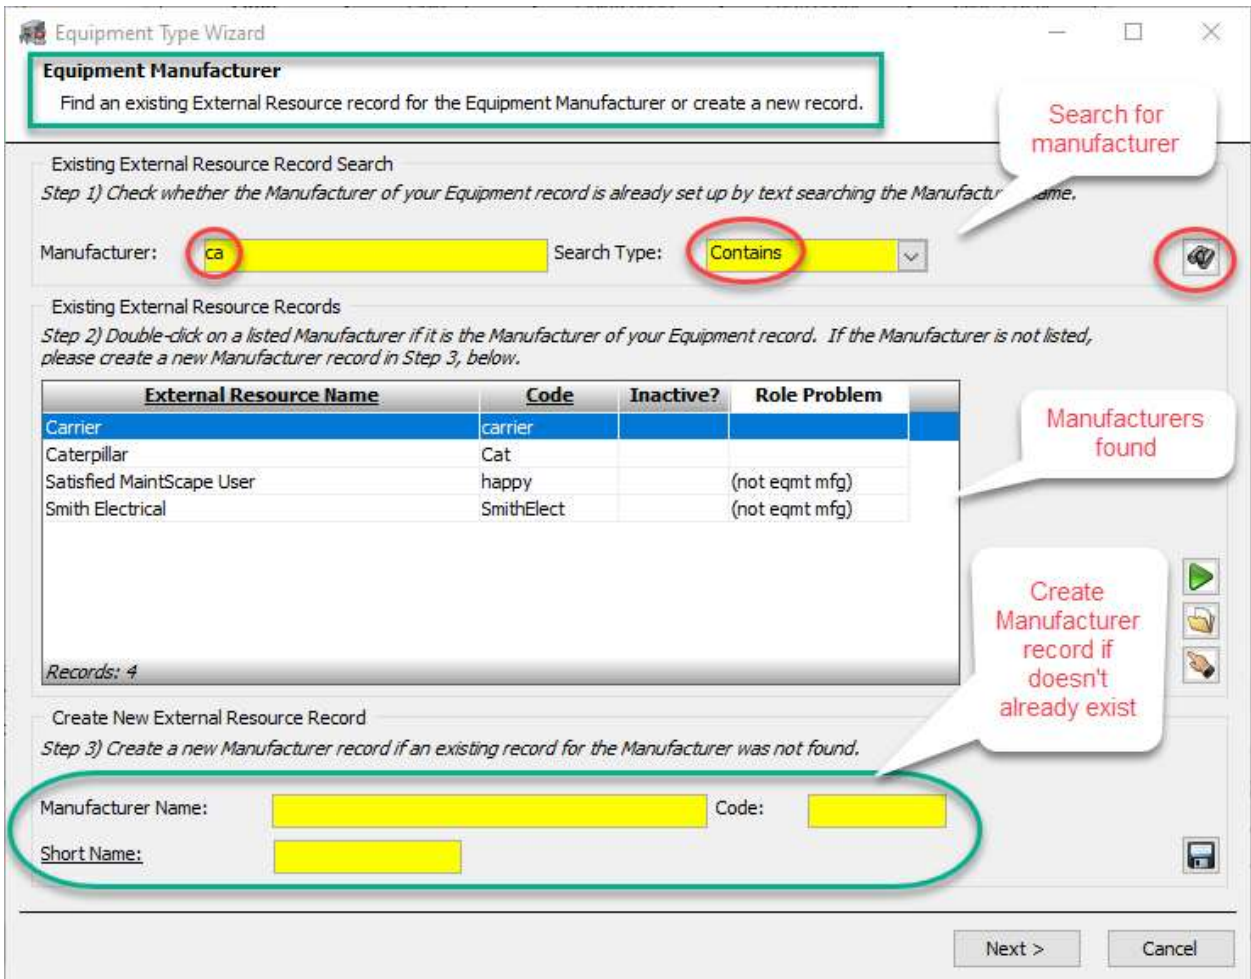 Equipment Type Wizard
Equipment Manufacturer
Find an existing External Resource record for the Equipment Manufacturer or create a new record.
Search for
manufacturer
Existing External Resource Record Search
Step 1) Check whether the Manufacturer of your Equipment record is already set up by text searching the Manufactu ame.
Manufacturer: ca Search Type: Contains
Existing External Resource Records
Step 2) Double-click on a listed Manufacturer if it is the Manufacturer of your Equipment record. If the Manufacturer is not listed,
please create a new Manufacturer record in Step 3, below.
External Resource Name Code Inactive? Role Problem
Carrier carrier
Caterpillar Cat
Satisfied MaintScape User happy (not eqmt mfg)
Smith Electrical SmithElect (not eqmt mfg)
Manufacturers
found
Records: 4
Create
Manufacturer
record if
doesn't
already exist
Create New External Resource Record
Step 3) Create a new Manufacturer record if an existing record for the Manufacturer was not found.
Manufacturer Name: Code:
Short Name:
Next > Cancel